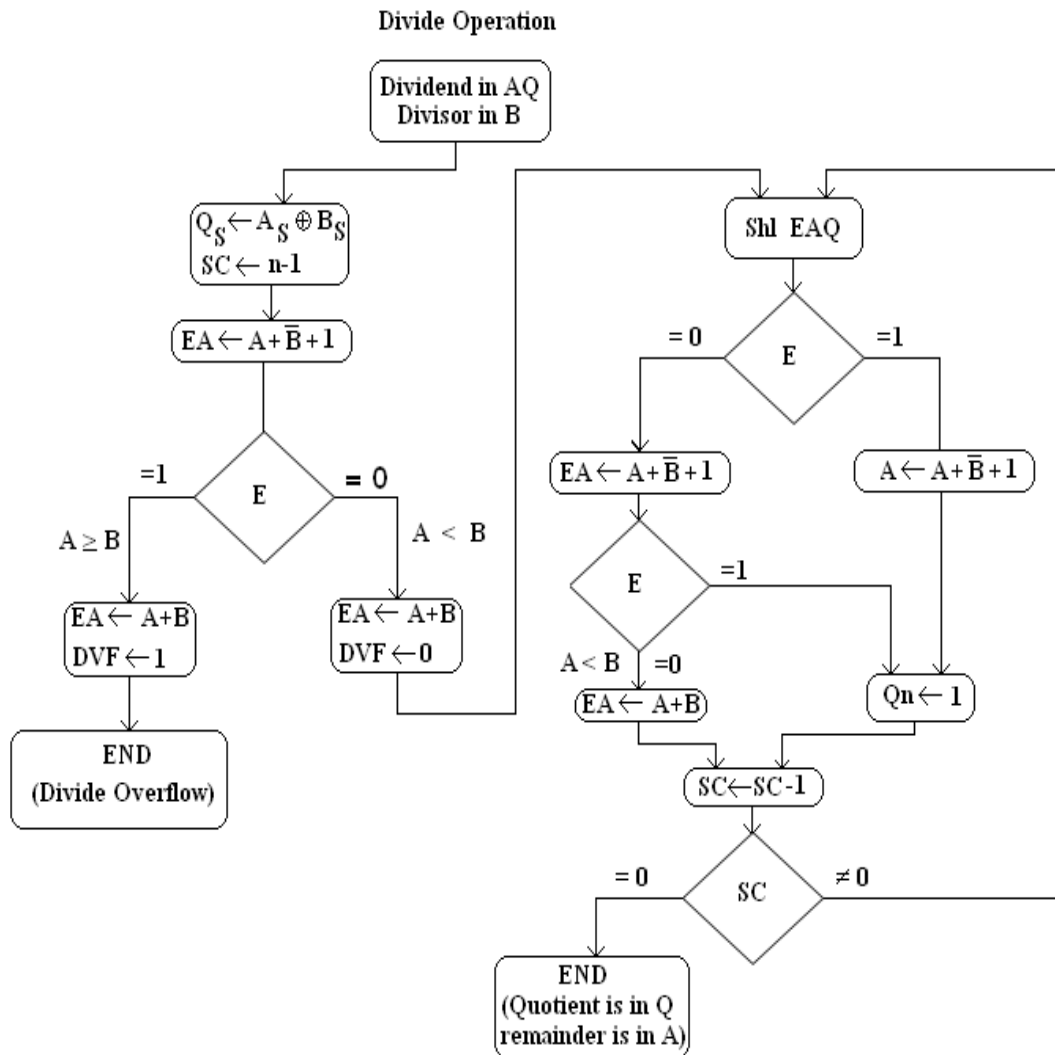 Divide Operation
Dividend in AQ
Divisor in B
Q_S ← A_S ⊕ B_S
SC ← n-1
EA ← A + B̅ + 1
E
=1
= 0
A ≥ B
A < B
EA ← A+B
DVF ← 1
EA ← A+B
DVF ← 0
END
(Divide Overflow)
Shl EAQ
E
= 0
=1
EA ← A + B̅ + 1
A ← A + B̅ + 1
E
=1
A < B
=0
EA ← A+B
Qn ← 1
SC ← SC -1
SC
= 0
≠ 0
END
(Quotient is in Q
remainder is in A)